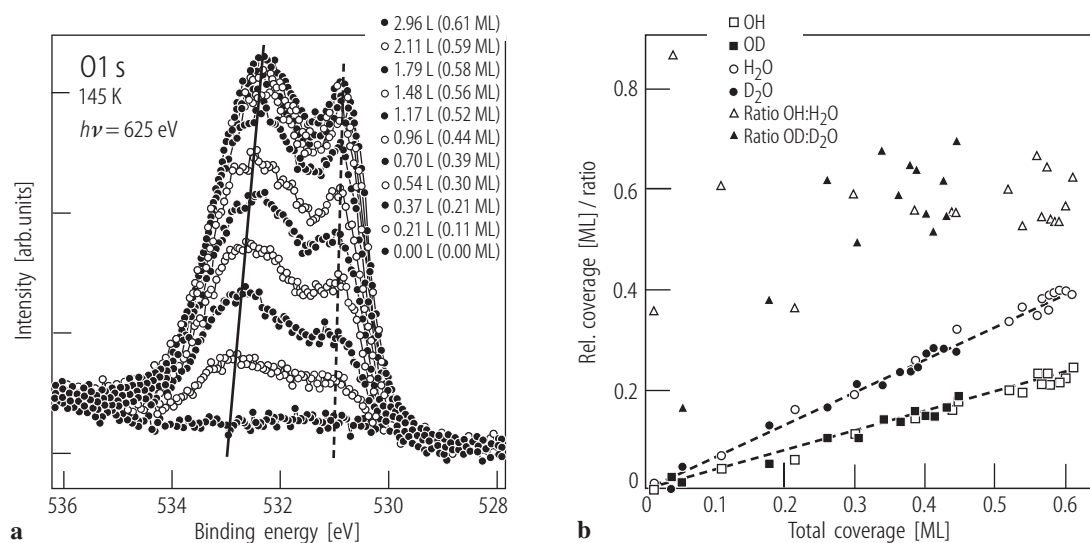 O1 s
145 K
hν = 625 eV
2.96 L (0.61 ML)
2.11 L (0.59 ML)
1.79 L (0.58 ML)
1.48 L (0.56 ML)
1.17 L (0.52 ML)
0.96 L (0.44 ML)
0.70 L (0.39 ML)
0.54 L (0.30 ML)
0.37 L (0.21 ML)
0.21 L (0.11 ML)
0.00 L (0.00 ML)
Intensity [arb.units]
536 534 532 530 528
Binding energy [eV]
a
OH
OD
H₂O
D₂O
Ratio OH:H₂O
Ratio OD:D₂O
Rel. coverage [ML] / ratio
0.8
0.6
0.4
0.2
0
0 0.1 0.2 0.3 0.4 0.5 0.6
Total coverage [ML]
b